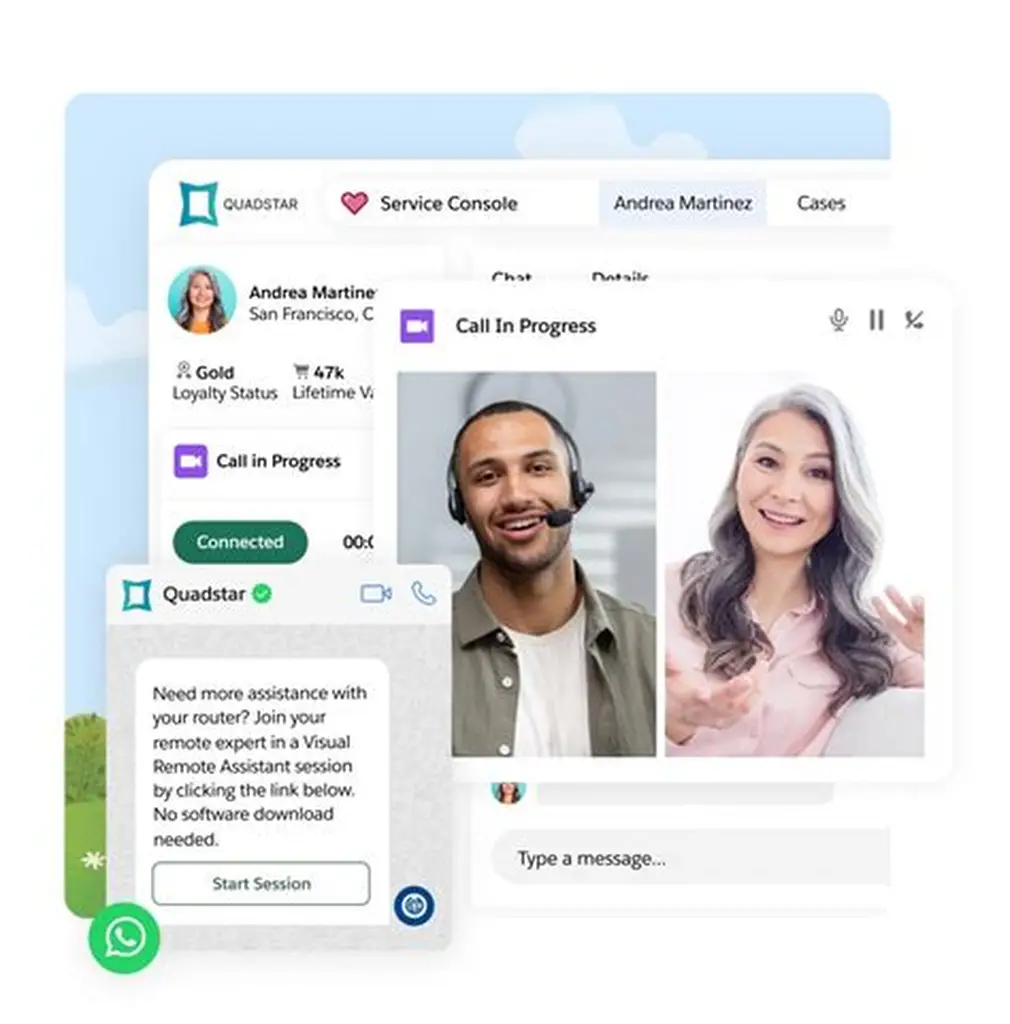 QUADSTAR
Service Console
Andrea Martinez
Cases
Andrea Martine
San Francisco, C
Gold
Loyalty Status
47k
Lifetime Va
Call in Progress
Connected
00:0
Chat
Details
Call In Progress
Quadstar
Need more assistance with
your router? Join your
remote expert in a Visual
Remote Assistant session
by clicking the link below.
No software download
needed.
Start Session
Type a message...